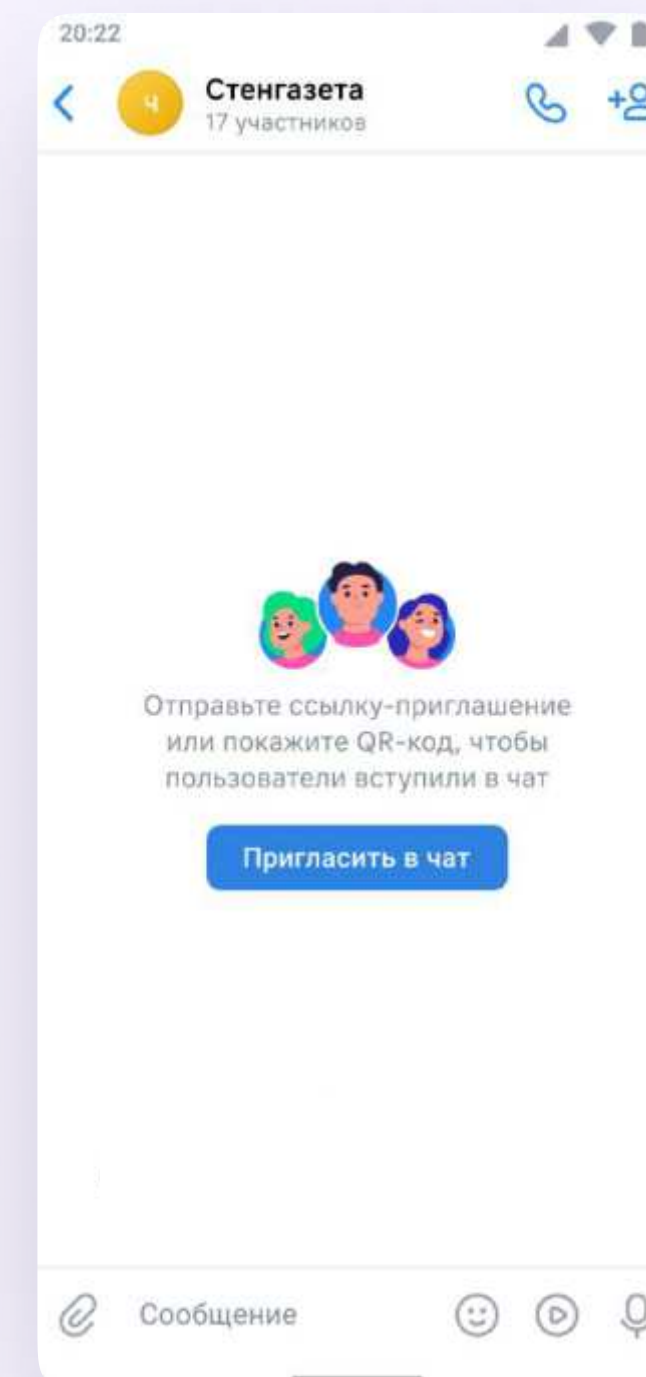 20:22
Ч
Стенгазета
17 участников
Отправьте ссылку-приглашение
или покажите QR-код, чтобы
пользователи вступили в чат
Пригласить в чат
Сообщение